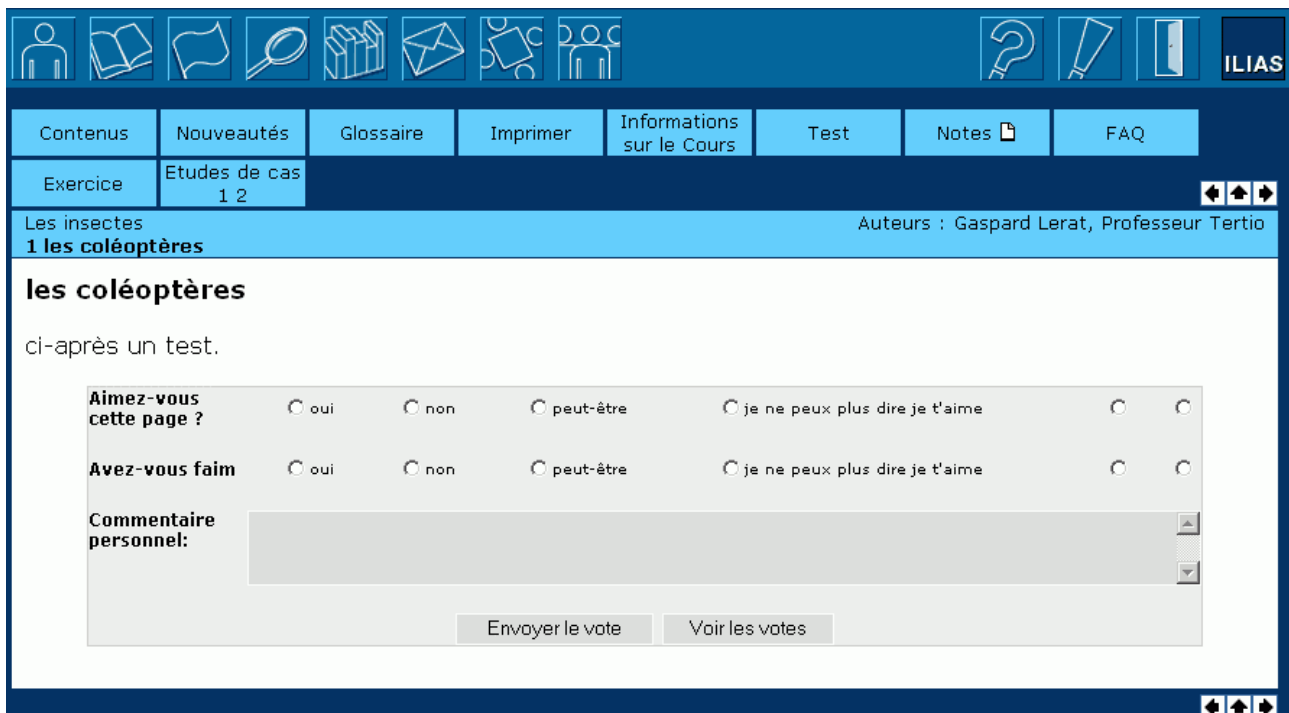 ILIAS
Contenus Nouveautés Glossaire Imprimer Informations sur le Cours Test Notes FAQ
Exercice Etudes de cas 1 2
Les insectes Auteurs : Gaspard Lerat, Professeur Tertio
1 les coléoptères
les coléoptères
ci-après un test.
Aimez-vous cette page ? oui non peut-être je ne peux plus dire je t'aime
Avez-vous faim oui non peut-être je ne peux plus dire je t'aime
Commentaire
personnel:
Envoyer le vote Voir les votes